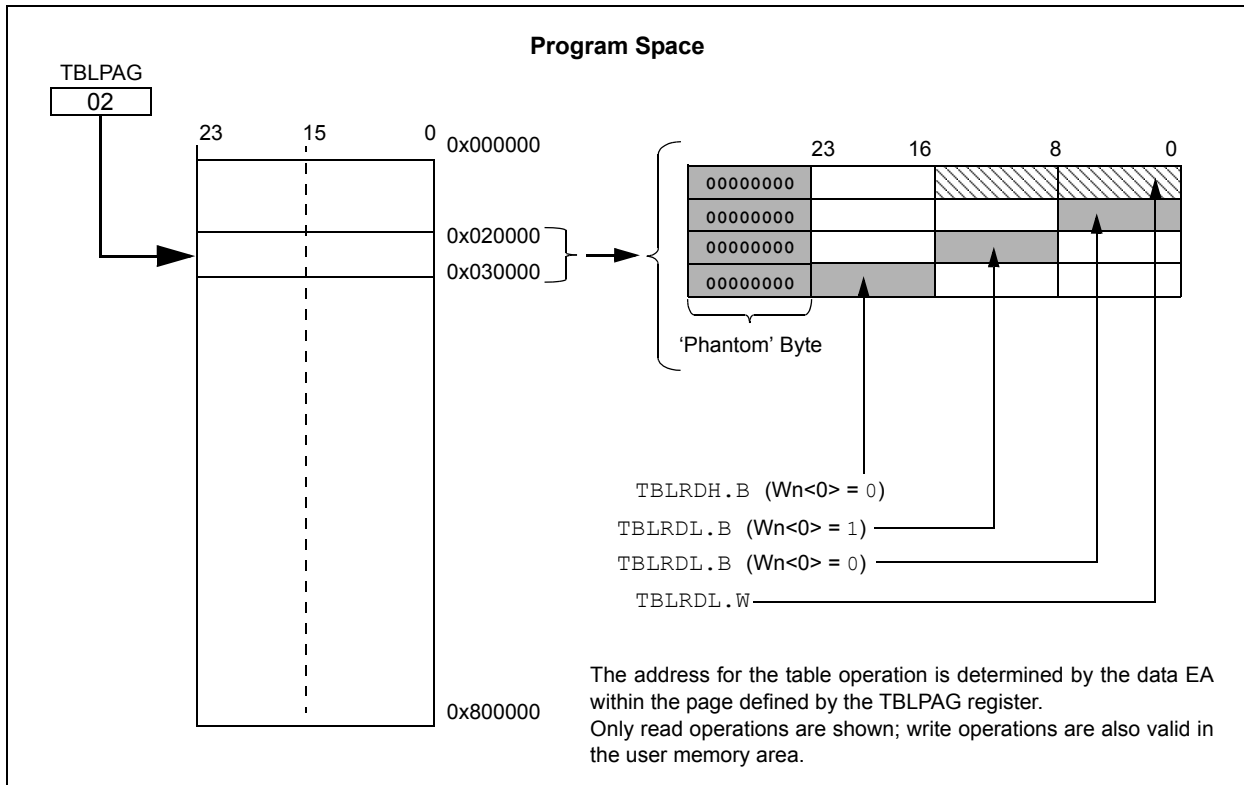 Program Space
TBLPAG
02
23 15 0
0x000000
0x020000
0x030000
0x800000
23 16 8 0
00000000
00000000
00000000
00000000
‘Phantom’ Byte
TBLRDH.B (Wn<0> = 0)
TBLRDL.B (Wn<0> = 1)
TBLRDL.B (Wn<0> = 0)
TBLRDL.W
The address for the table operation is determined by the data EA
within the page defined by the TBLPAG register.
Only read operations are shown; write operations are also valid in
the user memory area.